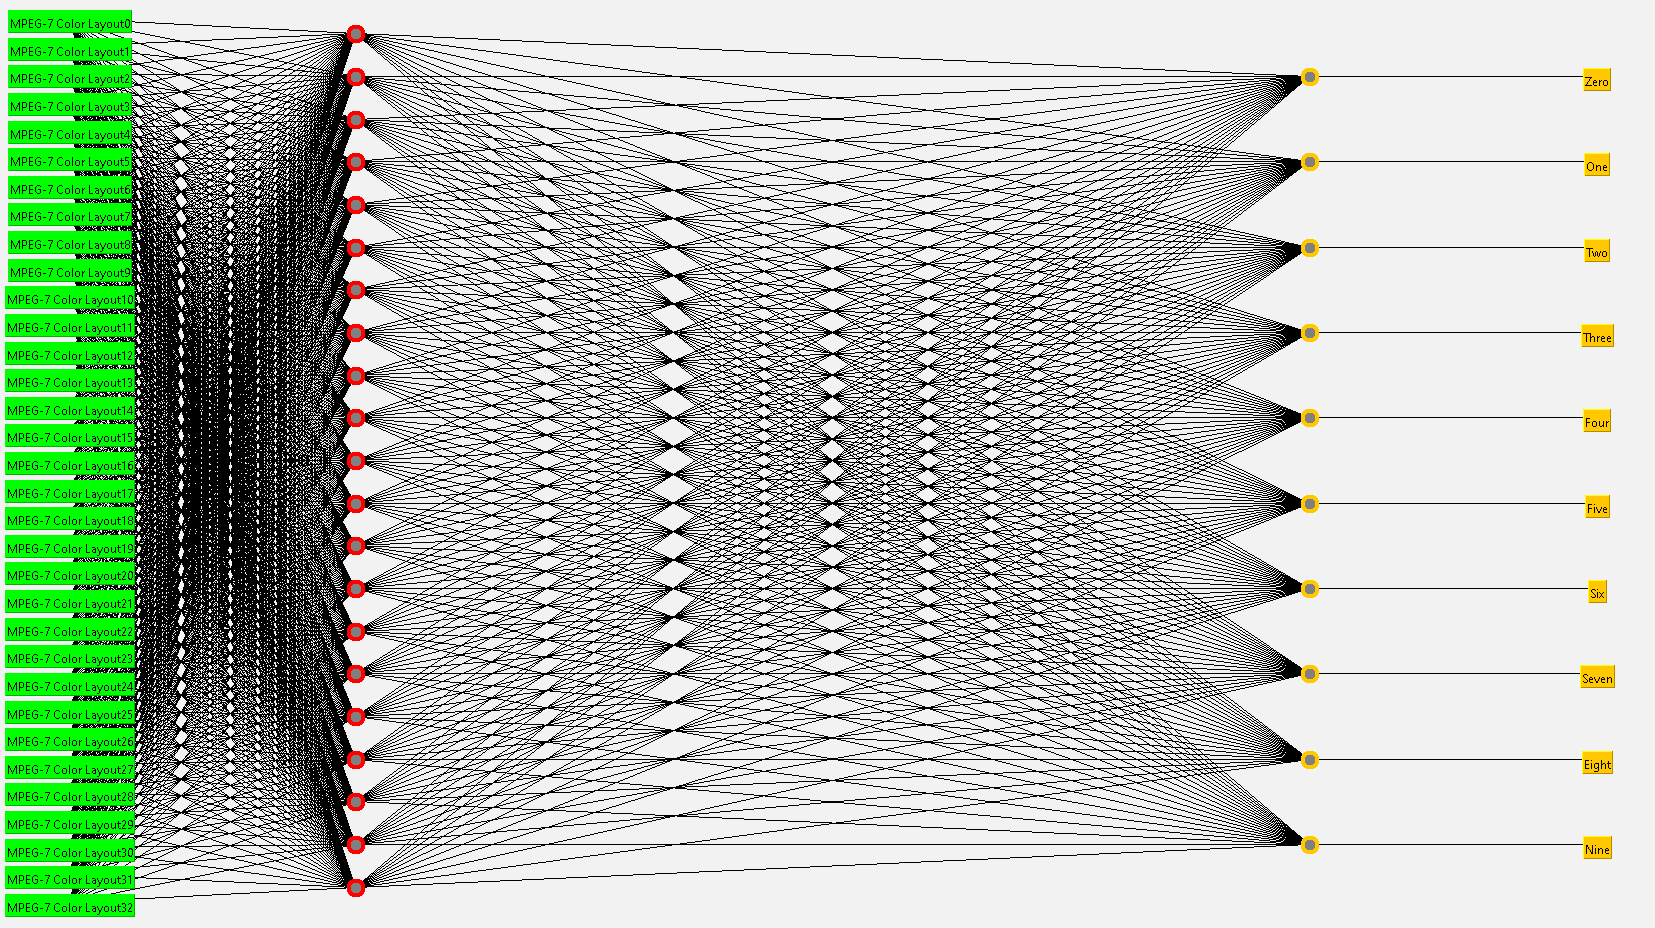 MPEG-7 Color Layout0
MPEG-7 Color Layout1
MPEG-7 Color Layout2
MPEG-7 Color Layout3
MPEG-7 Color Layout4
MPEG-7 Color Layout5
MPEG-7 Color Layout6
MPEG-7 Color Layout7
MPEG-7 Color Layout8
MPEG-7 Color Layout9
MPEG-7 Color Layout10
MPEG-7 Color Layout11
MPEG-7 Color Layout12
MPEG-7 Color Layout13
MPEG-7 Color Layout14
MPEG-7 Color Layout15
MPEG-7 Color Layout16
MPEG-7 Color Layout17
MPEG-7 Color Layout18
MPEG-7 Color Layout19
MPEG-7 Color Layout20
MPEG-7 Color Layout21
MPEG-7 Color Layout22
MPEG-7 Color Layout23
MPEG-7 Color Layout24
MPEG-7 Color Layout25
MPEG-7 Color Layout26
MPEG-7 Color Layout27
MPEG-7 Color Layout28
MPEG-7 Color Layout29
MPEG-7 Color Layout30
MPEG-7 Color Layout31
MPEG-7 Color Layout32
Zero
One
Two
Three
Four
Five
Six
Seven
Eight
Nine